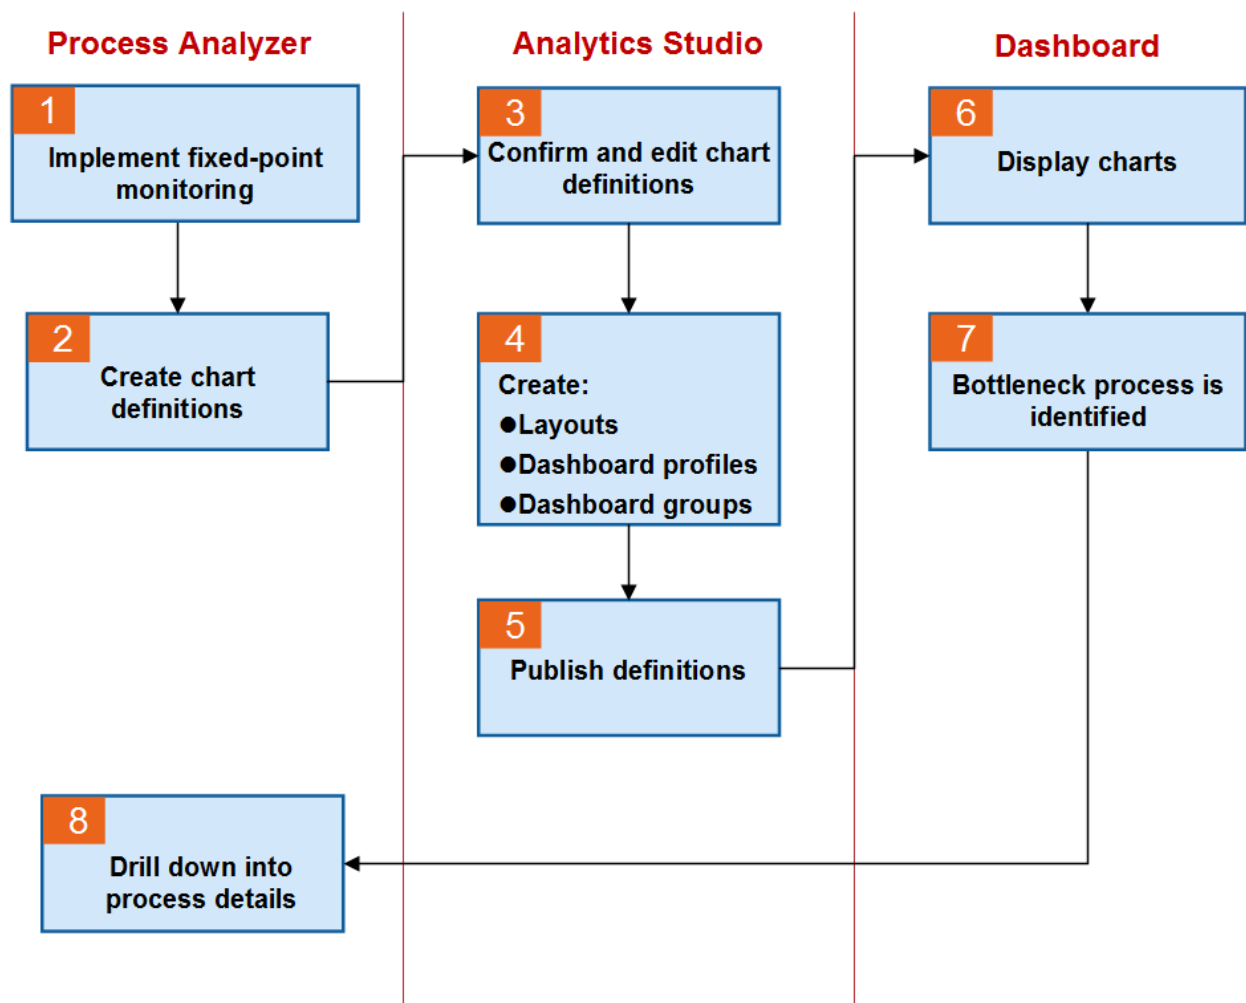 Process Analyzer
Analytics Studio
Dashboard
1
Implement fixed-point
monitoring
2
Create chart
definitions
3
Confirm and edit chart
definitions
4
Create:
●Layouts
●Dashboard profiles
●Dashboard groups
5
Publish definitions
6
Display charts
7
Bottleneck process is
identified
8
Drill down into
process details